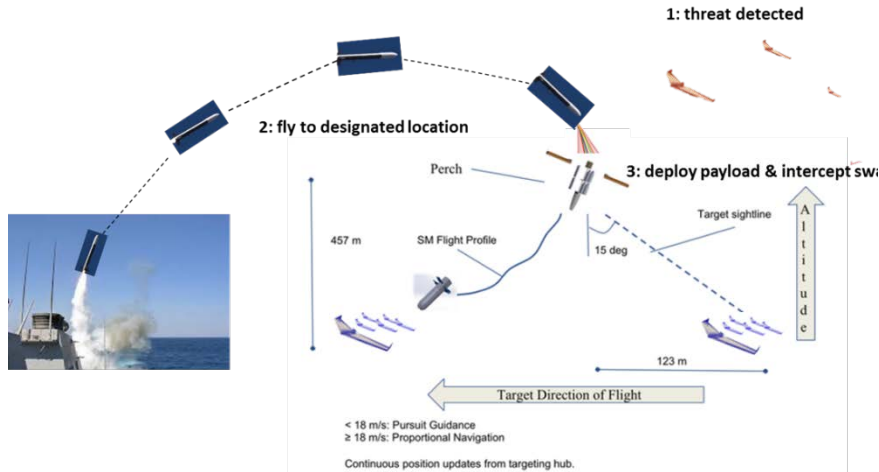 1: threat detected
2: fly to designated location
3: deploy payload & intercept swa
Perch
Target sightline
457 m
SM Flight Profile
15 deg
Altitude
123 m
Target Direction of Flight
< 18 m/s: Pursuit Guidance
≥ 18 m/s: Proportional Navigation
Continuous position updates from targeting hub.